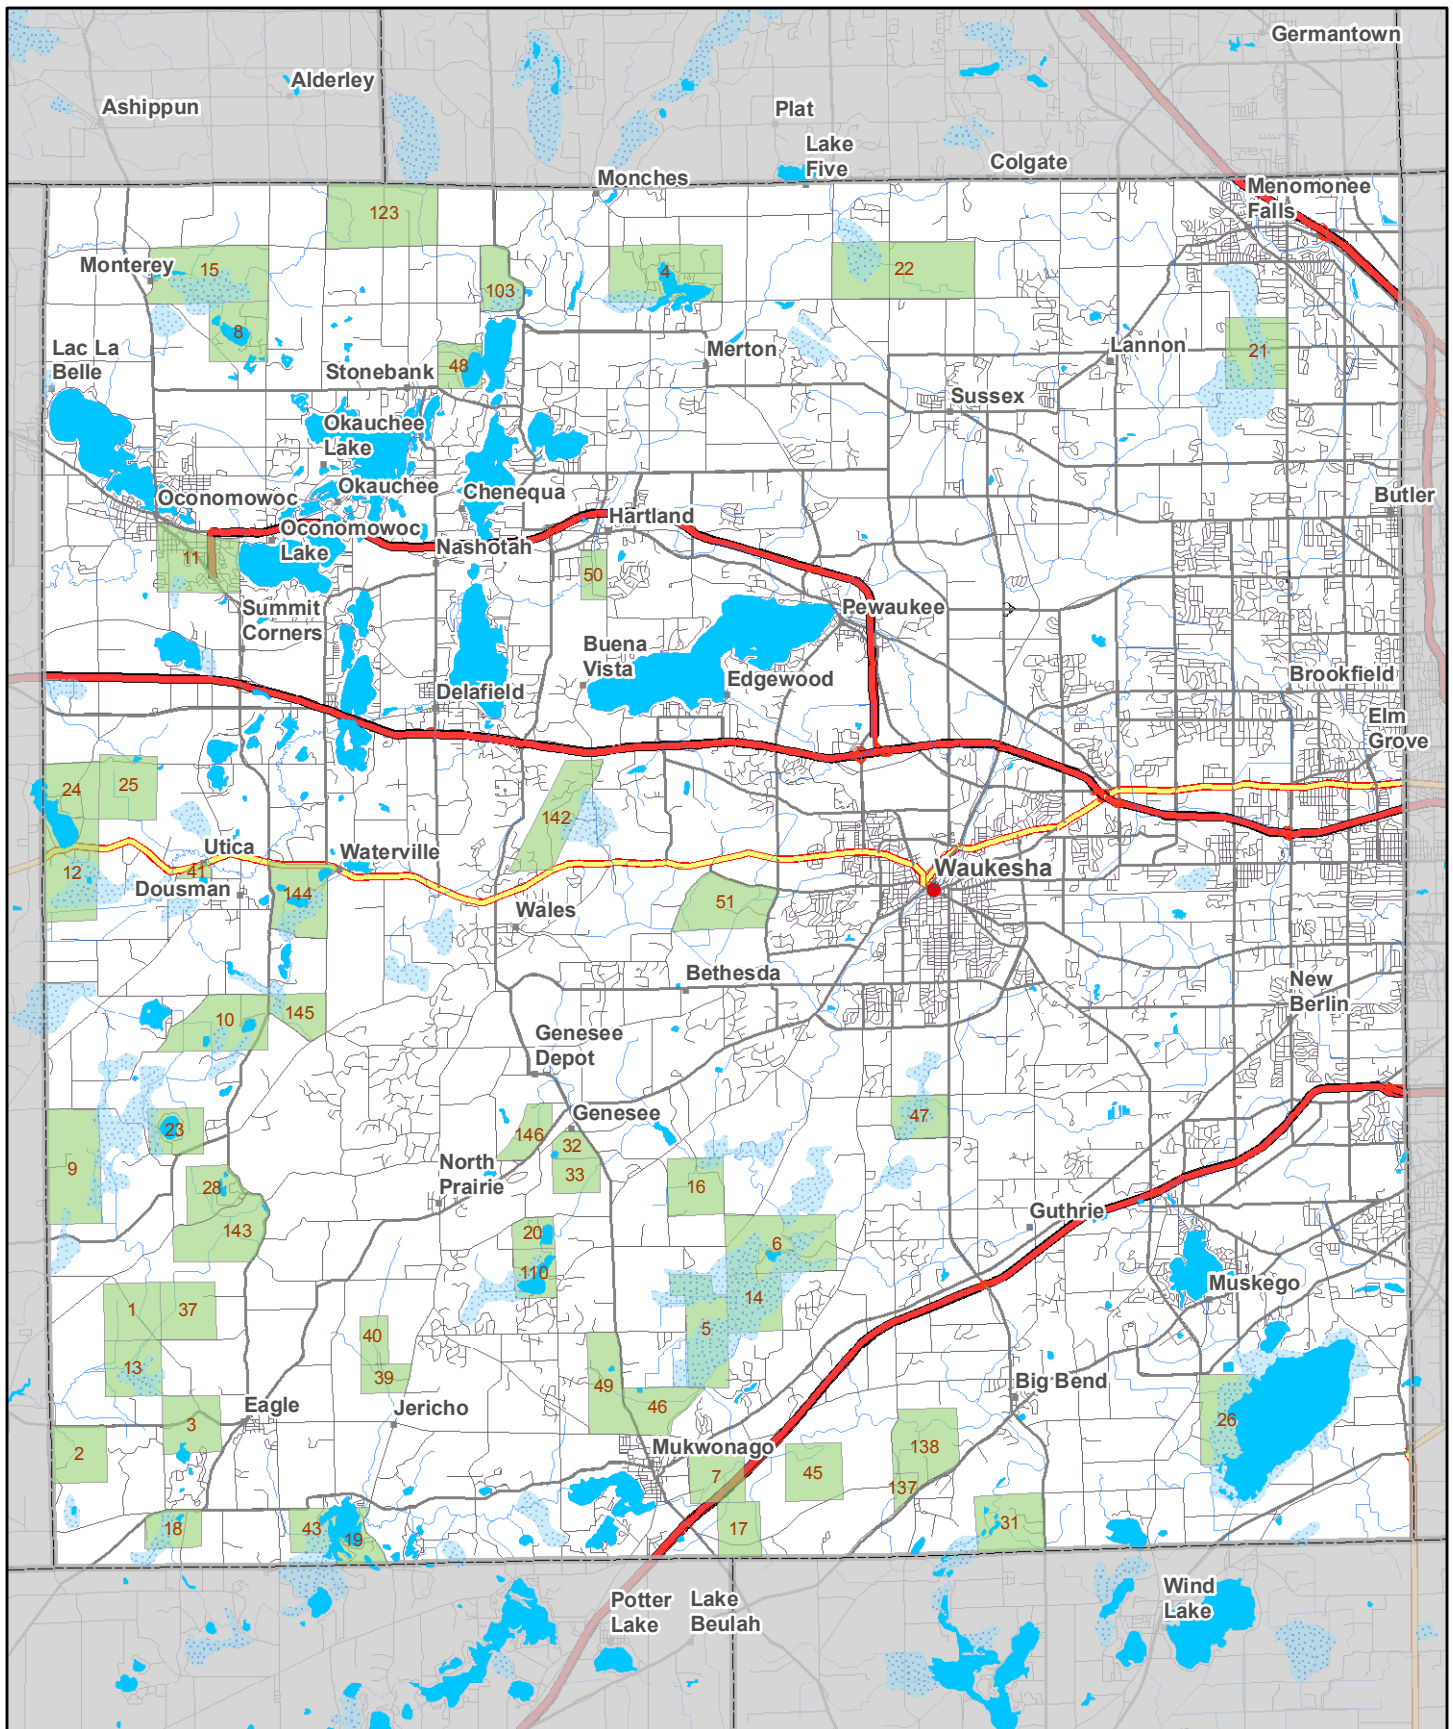 Germantown
Alderley
Ashippun
Plat
Lake
Five
Colgate
Monches
Menomonee
Falls
123
Monterey
15
4
22
103
8
Lac La
Belle
Merton
Lannon
21
48
Stonebank
Sussex
Okauchee
Lake
Okauchee
Chenequa
Oconomowoc
Butler
Hartland
Oconomowoc
Lake
Nashotah
11
50
Summit
Corners
Pewaukee
Buena
Vista
Edgewood
Brookfield
Delafield
Elm
Grove
24
25
142
Utica
Waterville
12
41
Dousman
144
Waukesha
51
Wales
Bethesda
New
Berlin
10
145
Genesee
Depot
Genesee
47
23
146
32
9
North
Prairie
33
16
28
Guthrie
143
20
6
110
Muskego
1
37
14
5
40
13
39
49
Big Bend
Eagle
Jericho
46
26
3
2
Mukwonago
138
7
45
137
18
43
19
17
31
Potter
Lake
Lake
Beulah
Wind
Lake